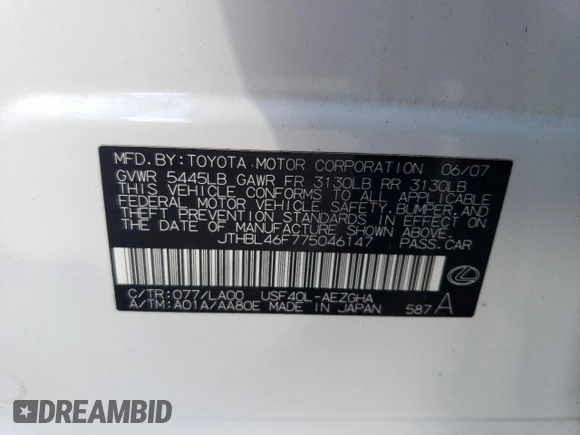 MFD. BY: TOYOTA MOTOR CORPORATION 06/07
GVWR 5445LB GAWR FR 3130LB RR 3130LB
THIS VEHICLE CONFORMS TO ALL APPLICABLE
FEDERAL MOTOR VEHICLE SAFETY, BUMPER, AND
THEFT PREVENTION STANDARDS IN EFFECT ON
THE DATE OF MANUFACTURE SHOWN ABOVE.
JTHBL46F775046147 PASS. CAR
C/TR: 077/LA00 USF40L-AEZGHA
A/TM: A01A/AA80E MADE IN JAPAN 587 A
DREAMBID